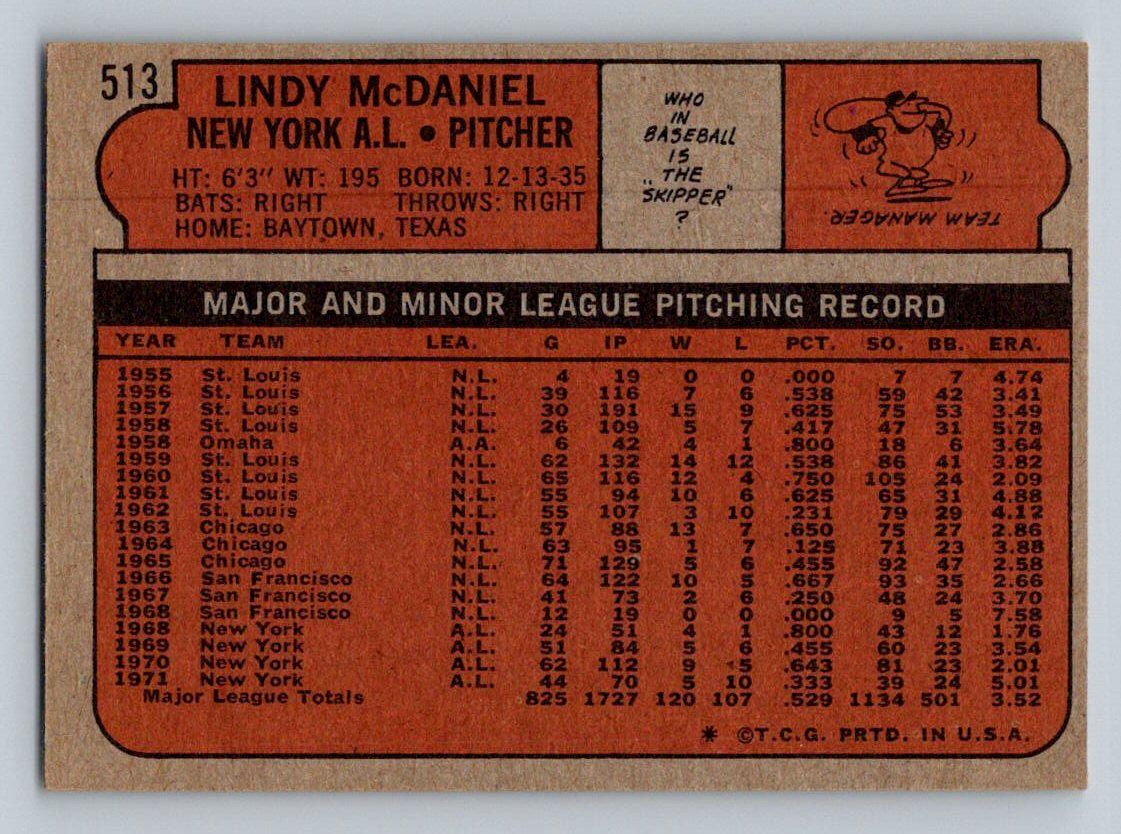 513
LINDY McDANIEL
NEW YORK A.L. • PITCHER
HT: 6'3" WT: 195 BORN: 12-13-35
BATS: RIGHT THROWS: RIGHT
HOME: BAYTOWN, TEXAS
WHO
IN
BASEBALL
IS
"THE
SKIPPER"
?
TEAM MANAGER.
MAJOR AND MINOR LEAGUE PITCHING RECORD
YEAR TEAM LEA. G IP W L PCT. SO. BB. ERA.
1955 St. Louis N.L. 4 19 0 0 .000 7 7 4.74
1956 St. Louis N.L. 39 116 7 6 .538 59 42 3.41
1957 St. Louis N.L. 30 191 15 9 .625 75 53 3.49
1958 St. Louis N.L. 26 109 5 7 .417 47 31 5.78
1958 Omaha A.A. 6 42 4 1 .800 18 6 3.64
1959 St. Louis N.L. 62 132 14 12 .538 86 41 3.82
1960 St. Louis N.L. 65 116 12 4 .750 105 24 2.09
1961 St. Louis N.L. 55 94 10 6 .625 65 31 4.88
1962 St. Louis N.L. 55 107 3 10 .231 79 29 4.12
1963 Chicago N.L. 57 88 13 7 .650 75 27 2.86
1964 Chicago N.L. 63 95 1 7 .125 71 23 3.88
1965 Chicago N.L. 71 129 5 6 .455 92 47 2.58
1966 San Francisco N.L. 64 122 10 5 .667 93 35 2.66
1967 San Francisco N.L. 41 73 2 6 .250 48 24 3.70
1968 San Francisco N.L. 12 19 0 0 .000 9 5 7.58
1968 New York A.L. 24 51 4 1 .800 43 12 1.76
1969 New York A.L. 51 84 5 6 .455 60 23 3.54
1970 New York A.L. 62 112 9 5 .643 81 23 2.01
1971 New York A.L. 44 70 5 10 .333 39 24 5.01
Major League Totals 825 1727 120 107 .529 1134 501 3.52
* ©T.C.G. PRTD. IN U.S.A.